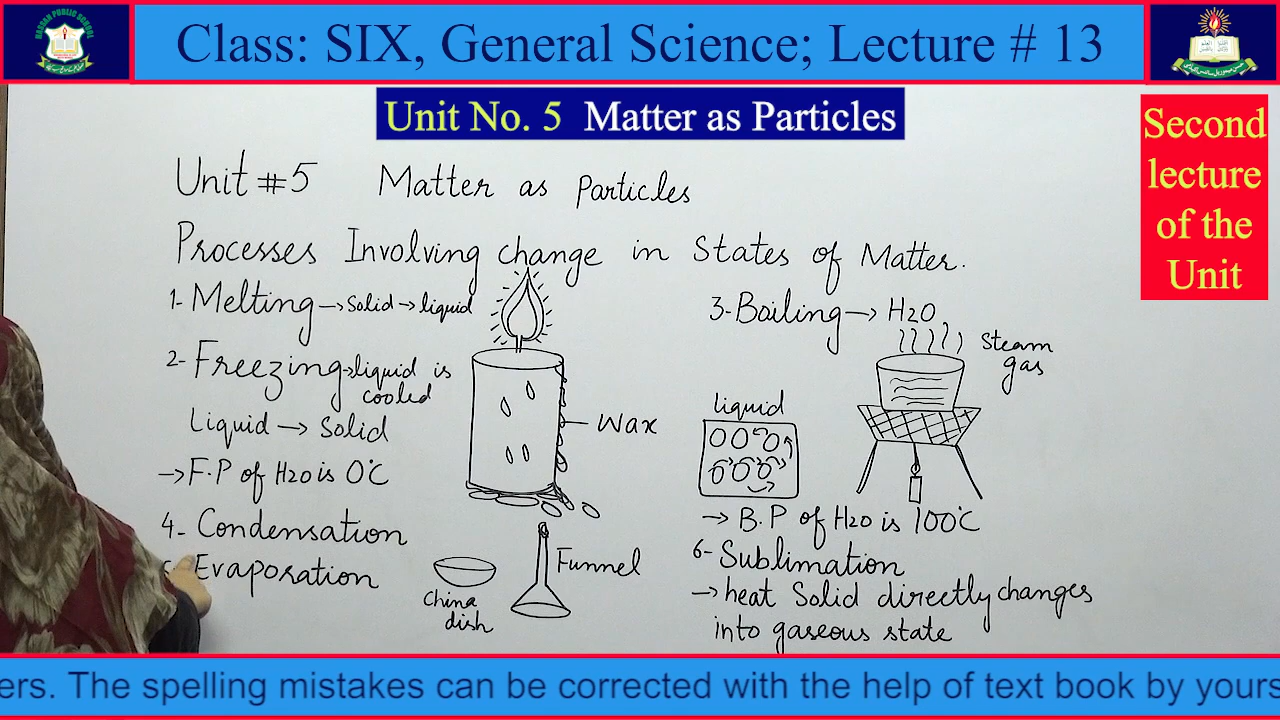 HASSAN PUBLIC SCHOOL
Class: SIX, General Science; Lecture # 13
Unit No. 5 Matter as Particles
Second
lecture
of the
Unit
Unit #5 Matter as Particles
Processes Involving change in States of Matter.
1- Melting → Solid → liquid
2- Freezing → liquid is
cooled
Liquid → Solid
→ F.P of H2O is 0°C
4- Condensation
Evaporation
Wax
China
dish
Funnel
3- Boiling → H2O
Steam
gas
liquid
→ B.P of H2O is 100°C
6- Sublimation
→ heat Solid directly changes
into gaseous state
ers. The spelling mistakes can be corrected with the help of text book by yours